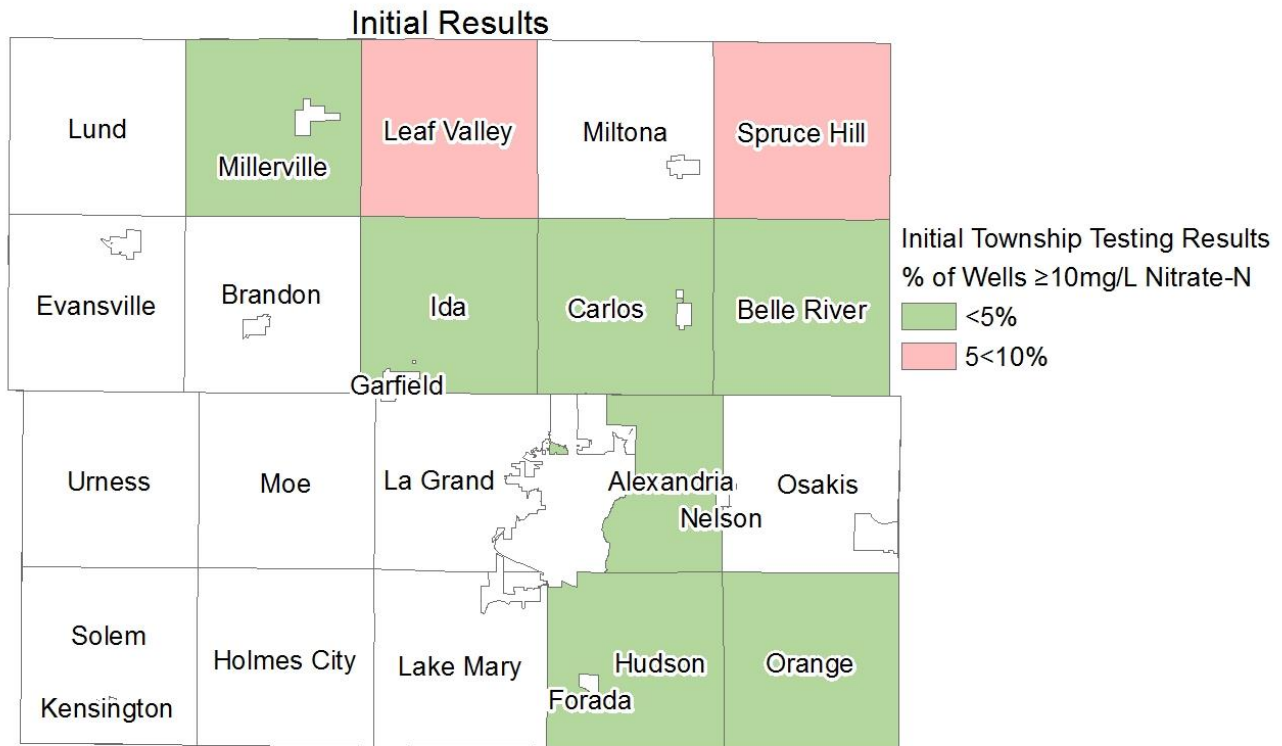 Initial Results
Lund
Millerville
Leaf Valley
Miltona
Spruce Hill
Evansville
Brandon
Ida
Carlos
Belle River
Garfield
Urness
Moe
La Grand
Alexandria
Nelson
Osakis
Solem
Kensington
Holmes City
Lake Mary
Hudson
Forada
Orange
Initial Township Testing Results
% of Wells ≥10mg/L Nitrate-N
<5%
5<10%